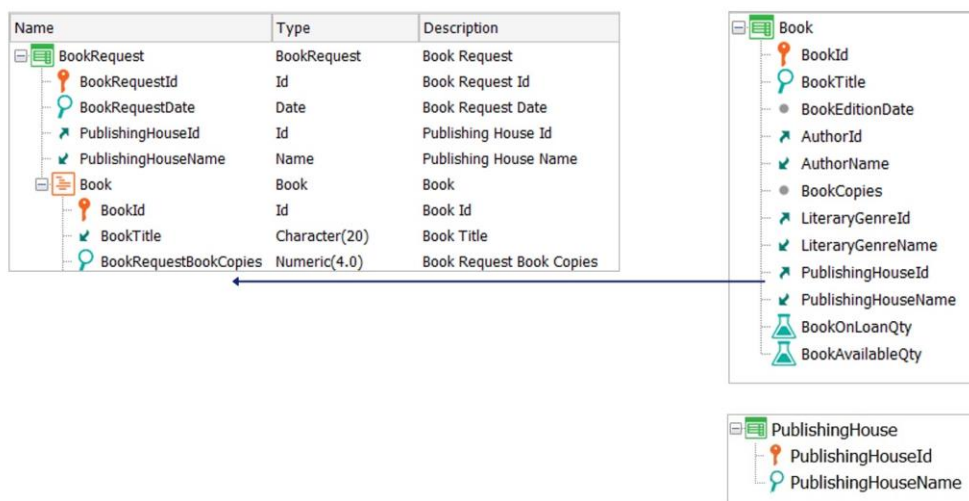 Name Type Description
BookRequest BookRequest Book Request
BookRequestId Id Book Request Id
BookRequestDate Date Book Request Date
PublishingHouseId Id Publishing House Id
PublishingHouseName Name Publishing House Name
Book Book Book
BookId Id Book Id
BookTitle Character(20) Book Title
BookRequestBookCopies Numeric(4.0) Book Request Book Copies
Book
BookId
BookTitle
BookEditionDate
AuthorId
AuthorName
BookCopies
LiteraryGenreId
LiteraryGenreName
PublishingHouseId
PublishingHouseName
BookOnLoanQty
BookAvailableQty
PublishingHouse
PublishingHouseId
PublishingHouseName